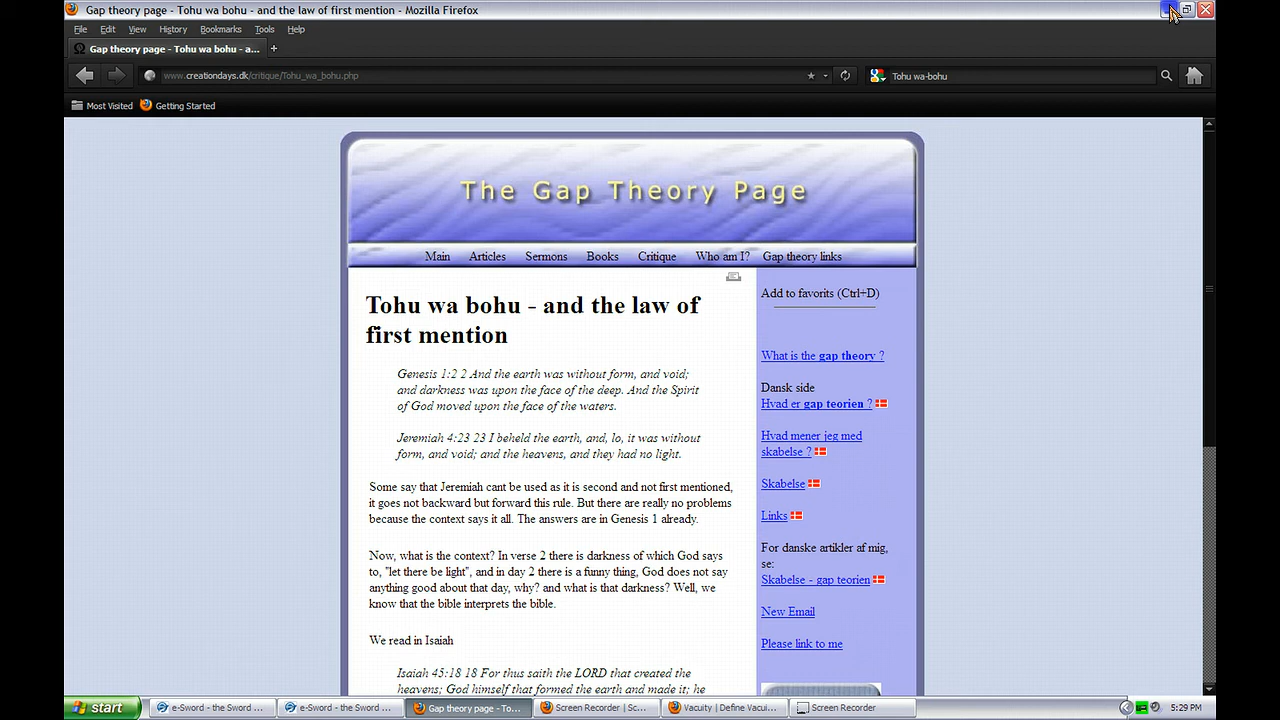 Gap theory page - Tohu wa bohu - and the law of first mention - Mozilla Firefox
File Edit View History Bookmarks Tools Help
Gap theory page - Tohu wa bohu - a...
www.creationdays.dk/critique/Tohu_wa_bohu.php
Tohu wa-bohu
Most Visited Getting Started
The Gap Theory Page
Main Articles Sermons Books Critique Who am I? Gap theory links
Tohu wa bohu - and the law of
first mention
Genesis 1:2 2 And the earth was without form, and void;
and darkness was upon the face of the deep. And the Spirit
of God moved upon the face of the waters.
Jeremiah 4:23 23 I beheld the earth, and, lo, it was without
form, and void; and the heavens, and they had no light.
Some say that Jeremiah cant be used as it is second and not first mentioned,
it goes not backward but forward this rule. But there are really no problems
because the context says it all. The answers are in Genesis 1 already.
Now, what is the context? In verse 2 there is darkness of which God says
to, "let there be light", and in day 2 there is a funny thing, God does not say
anything good about that day, why? and what is that darkness? Well, we
know that the bible interprets the bible.
We read in Isaiah
Isaiah 45:18 18 For thus saith the LORD that created the
heavens; God himself that formed the earth and made it; he
Add to favorits (Ctrl+D)
What is the gap theory ?
Dansk side
Hvad er gap teorien ?
Hvad mener jeg med
skabelse ?
Skabelse
Links
For danske artikler af mig,
se:
Skabelse - gap teorien
New Email
Please link to me
start
e-Sword - the Sword ...
e-Sword - the Sword ...
Gap theory page - To...
Screen Recorder | Sc...
Vacuity | Define Vacui...
Screen Recorder
5:29 PM